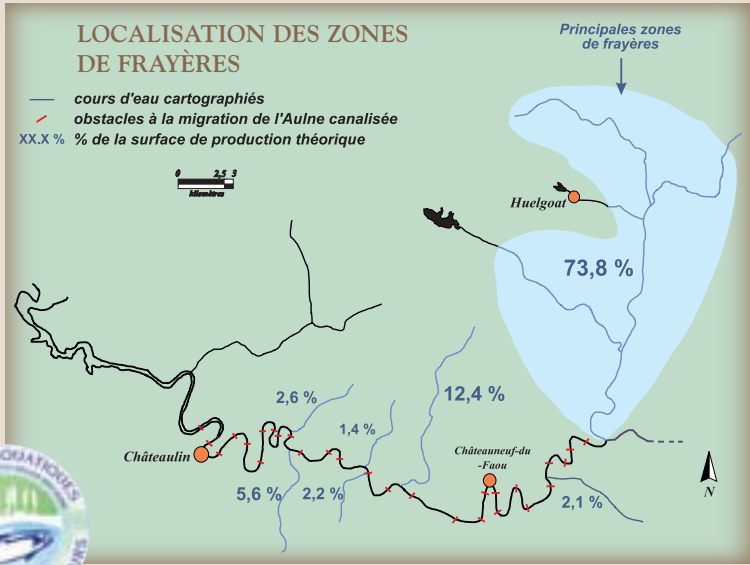 LOCALISATION DES ZONES
DE FRAYÈRES
Principales zones
de frayères
cours d'eau cartographiés
obstacles à la migration de l'Aulne canalisée
XX.X % % de la surface de production théorique
0 2,5 3
kilomètres
Huelgoat
73,8 %
2,6 %
12,4 %
1,4 %
Châteaulin
Châteauneuf-du
-Faou
5,6 %
2,2 %
2,1 %
N
QUATIQUES